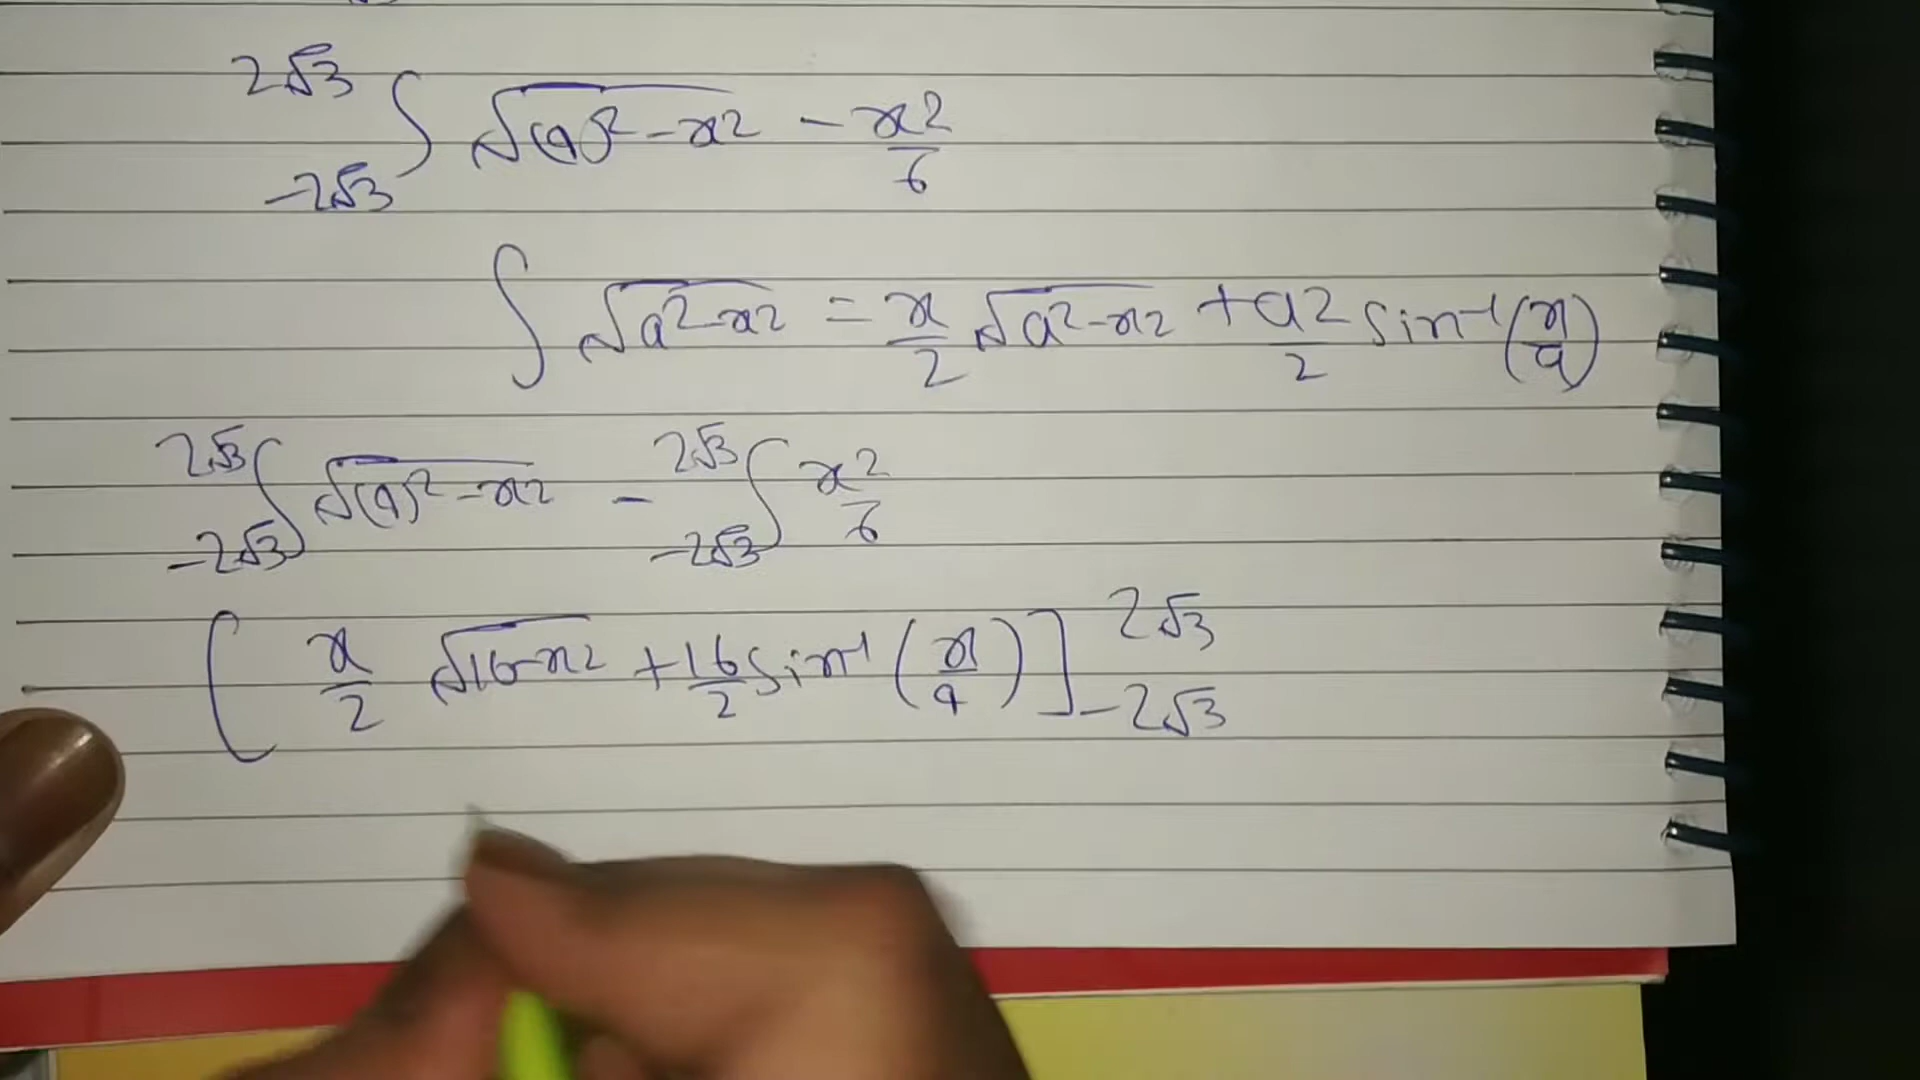 2√3 ∫ -2√3 √(4)² - x² - x²/6
∫ √a² - x² = x/2 √a² - x² + a²/2 sin⁻¹(x/a)
2√3 ∫ -2√3 √(4)² - x² - 2√3 ∫ -2√3 x²/6
[x/2 √16 - x² + 16/2 sin⁻¹(x/4)] 2√3 -2√3